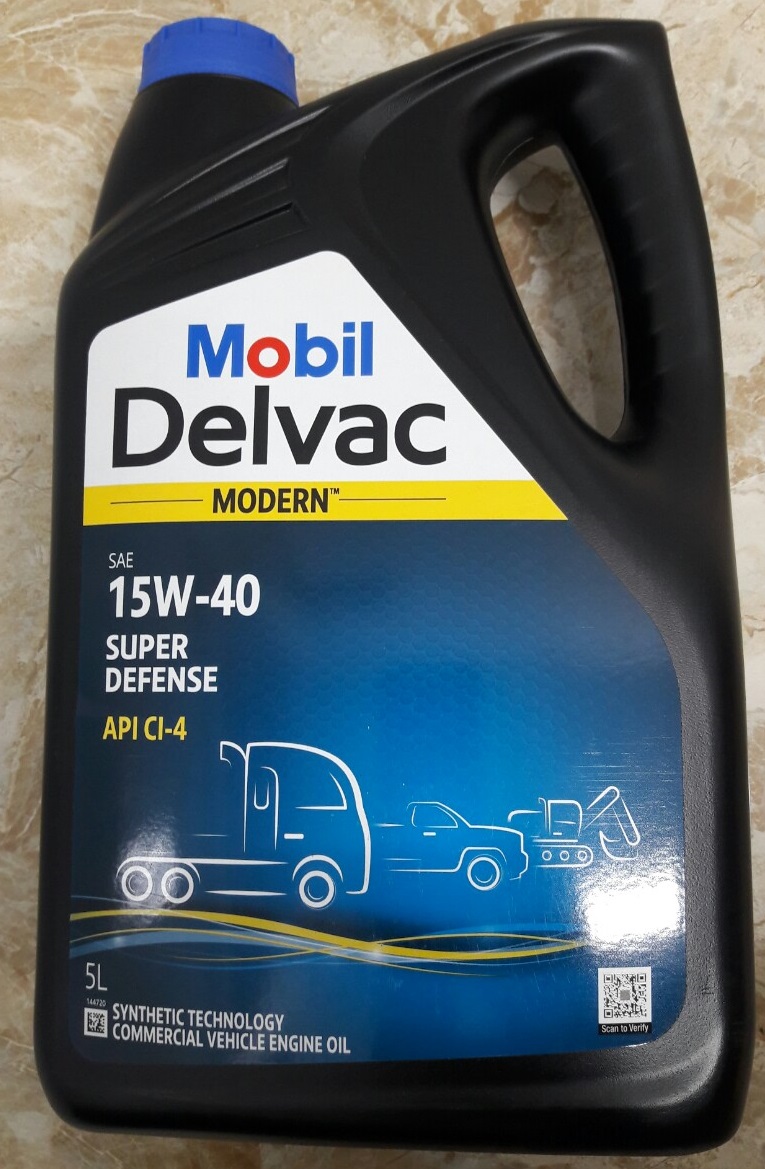 Mobil
Delvac
MODERN™
SAE
15W-40
SUPER
DEFENSE
API CI-4
5L
144720
SYNTHETIC TECHNOLOGY
COMMERCIAL VEHICLE ENGINE OIL
Scan to Verify